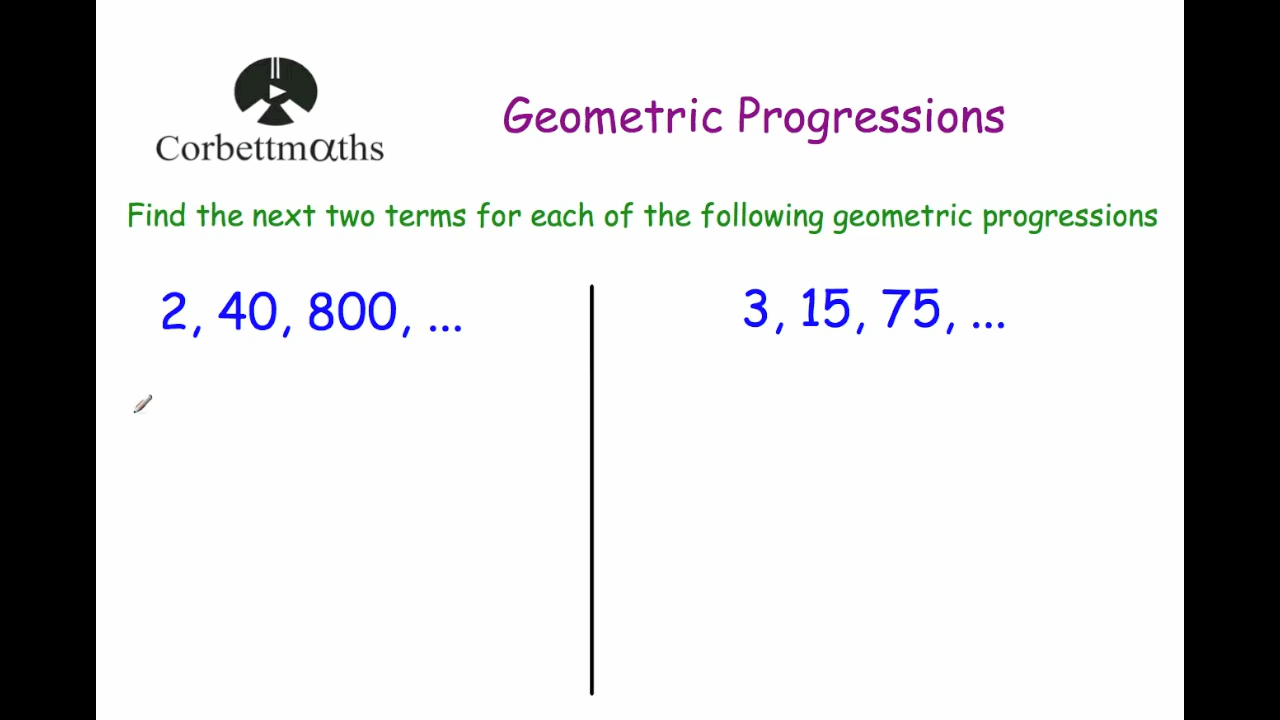 Corbettmαths
Geometric Progressions
Find the next two terms for each of the following geometric progressions
2, 40, 800, ...
3, 15, 75, ...